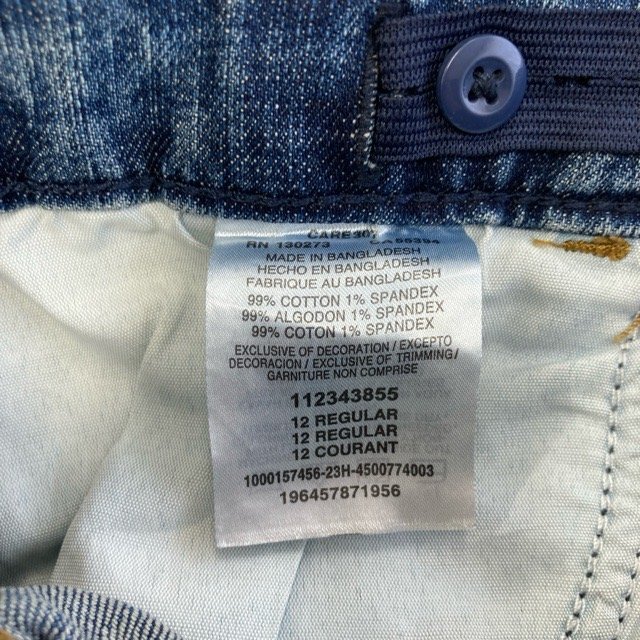 RN 130273
MADE IN BANGLADESH
HECHO EN BANGLADESH
FABRIQUE AU BANGLADESH
99% COTTON 1% SPANDEX
99% ALGODON 1% SPANDEX
99% COTON 1% SPANDEX
EXCLUSIVE OF DECORATION / EXCEPTO
DECORACION / EXCLUSIVE OF TRIMMING/
GARNITURE NON COMPRISE
112343855
12 REGULAR
12 REGULAR
12 COURANT
1000157456-23H-4500774003
196457871956